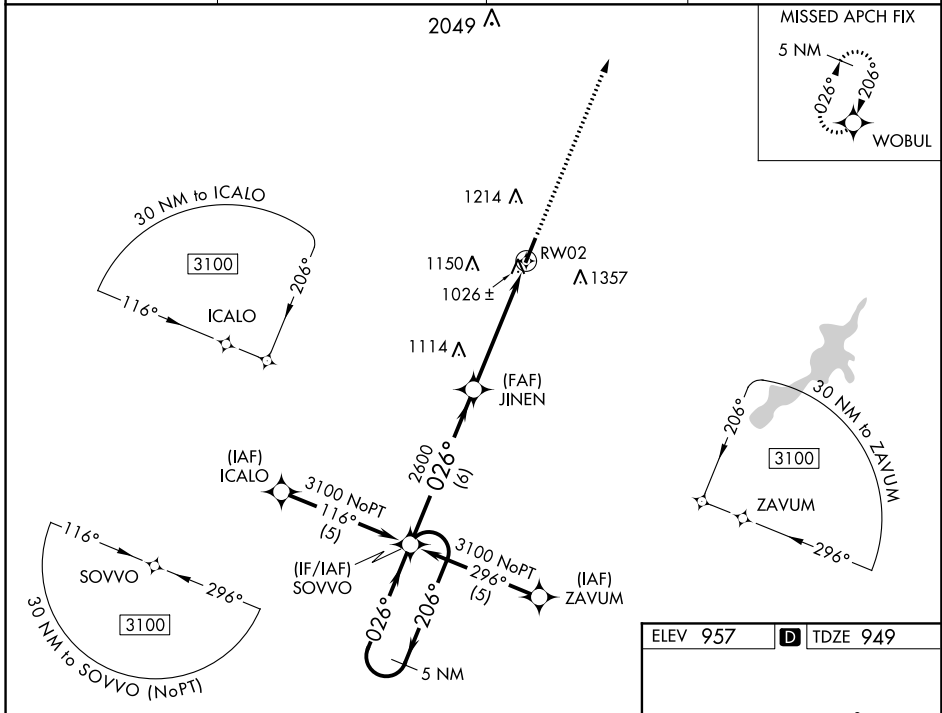 2049
MISSED APCH FIX
5 NM
026°
206°
WOBUL
30 NM to ICALO
3100
116°
206°
ICALO
1214
RW02
1150
1026 ±
1357
1114
(FAF)
JINEN
2600
026°
(6)
(IAF)
ICALO
3100 NoPT
116°
(5)
(IF/IAF)
SOVVO
3100 NoPT
296°
(5)
(IAF)
ZAVUM
026°
206°
5 NM
30 NM to ZAVUM
206°
3100
ZAVUM
296°
116°
SOVVO
296°
3100
30 NM to SOVVO (NoPT)
ELEV 957
D
TDZE 949